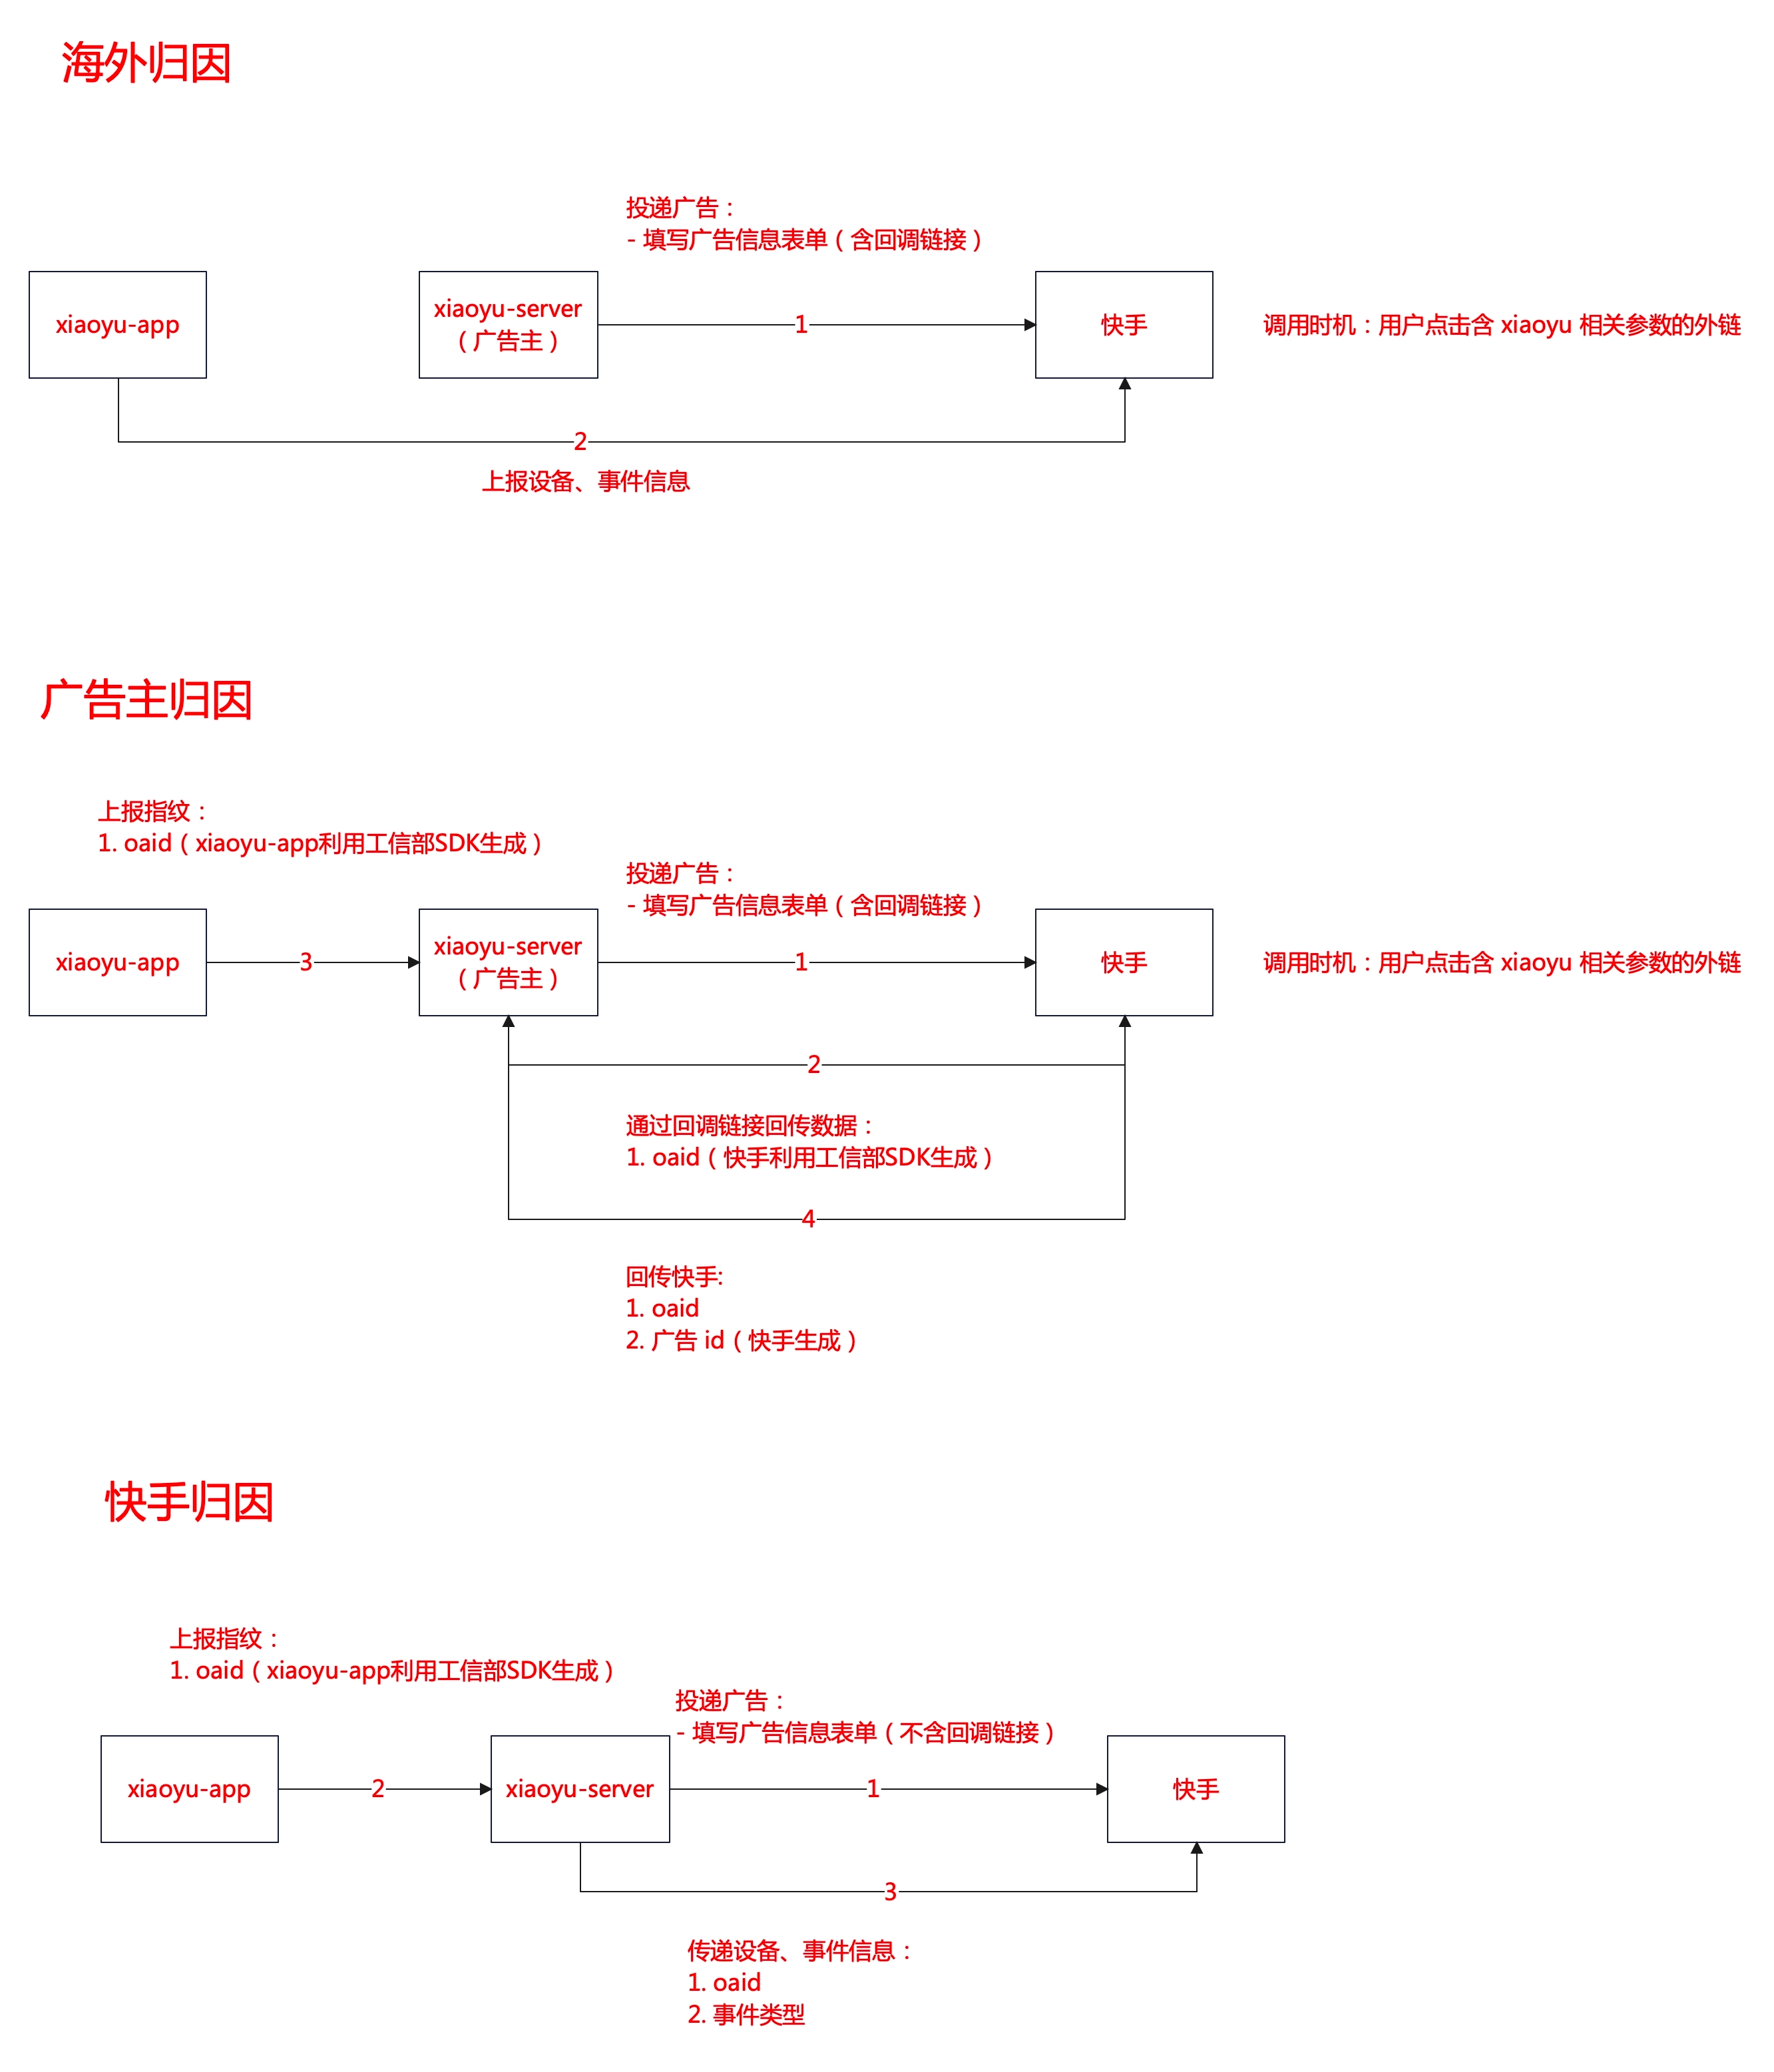 海外归因
投递广告：
- 填写广告信息表单（含回调链接）
xiaoyu-app
xiaoyu-server
（广告主）
1
快手
调用时机：用户点击含 xiaoyu 相关参数的外链
2
上报设备、事件信息
广告主归因
上报指纹：
1. oaid（xiaoyu-app利用工信部SDK生成）
投递广告：
- 填写广告信息表单（含回调链接）
xiaoyu-app
3
xiaoyu-server
（广告主）
1
快手
调用时机：用户点击含 xiaoyu 相关参数的外链
2
通过回调链接回传数据：
1. oaid（快手利用工信部SDK生成）
4
回传快手:
1. oaid
2. 广告 id（快手生成）
快手归因
上报指纹：
1. oaid（xiaoyu-app利用工信部SDK生成）
投递广告：
- 填写广告信息表单（不含回调链接）
xiaoyu-app
2
xiaoyu-server
1
快手
3
传递设备、事件信息：
1. oaid
2. 事件类型